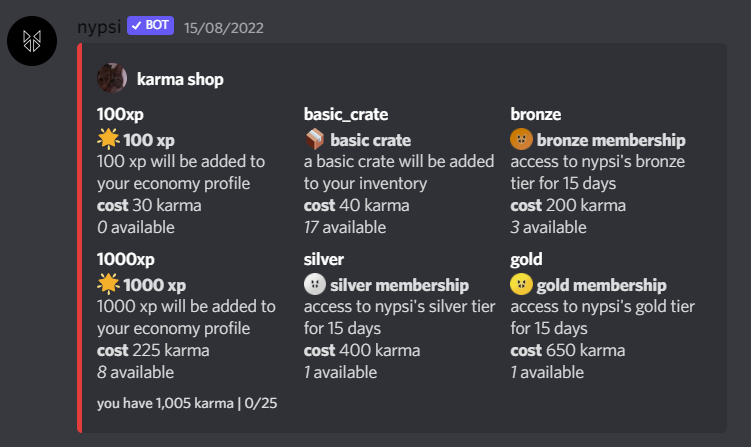 nypsi ✓ BOT 15/08/2022
karma shop
100xp
100 xp
100 xp will be added to
your economy profile
cost 30 karma
0 available
basic_crate
basic crate
a basic crate will be added
to your inventory
cost 40 karma
17 available
bronze
bronze membership
access to nypsi's bronze
tier for 15 days
cost 200 karma
3 available
1000xp
1000 xp
1000 xp will be added to
your economy profile
cost 225 karma
8 available
silver
silver membership
access to nypsi's silver tier
for 15 days
cost 400 karma
1 available
gold
gold membership
access to nypsi's gold tier
for 15 days
cost 650 karma
1 available
you have 1,005 karma | 0/25